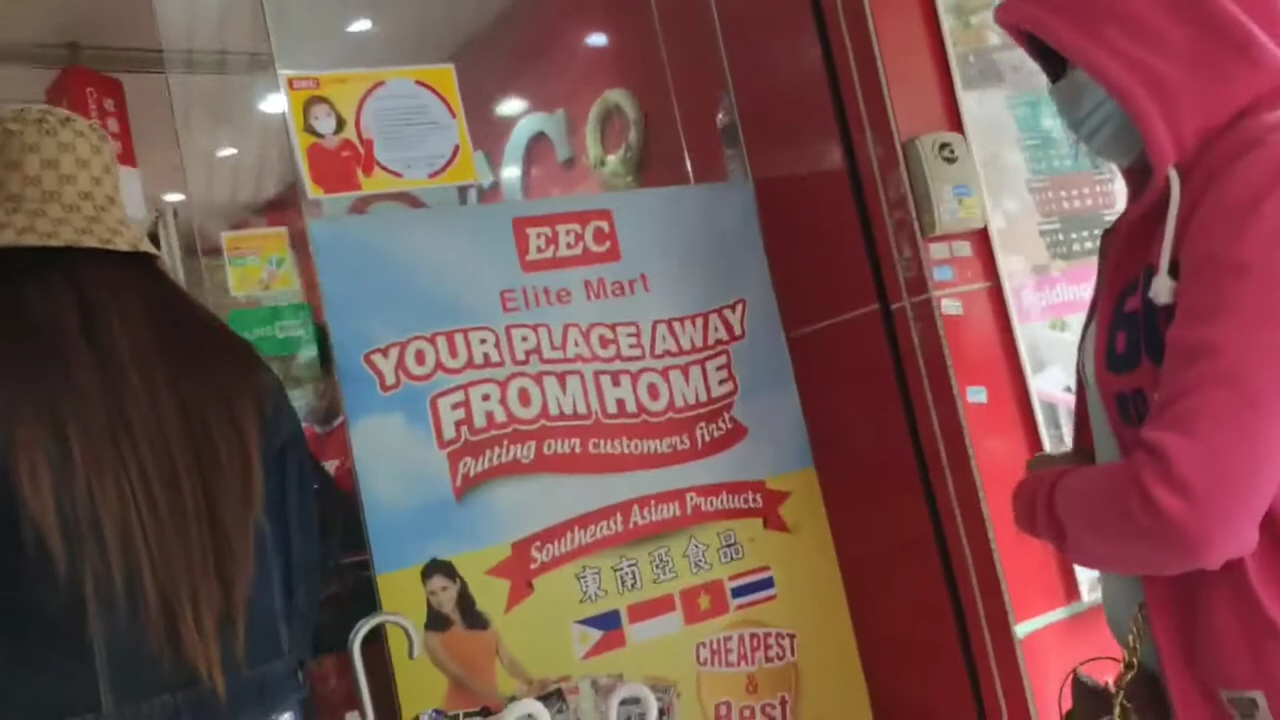 EEC
Elite Mart
YOUR PLACE AWAY
FROM HOME
Putting our customers first
Southeast Asian Products
東南亞食品
CHEAPEST
&
Best